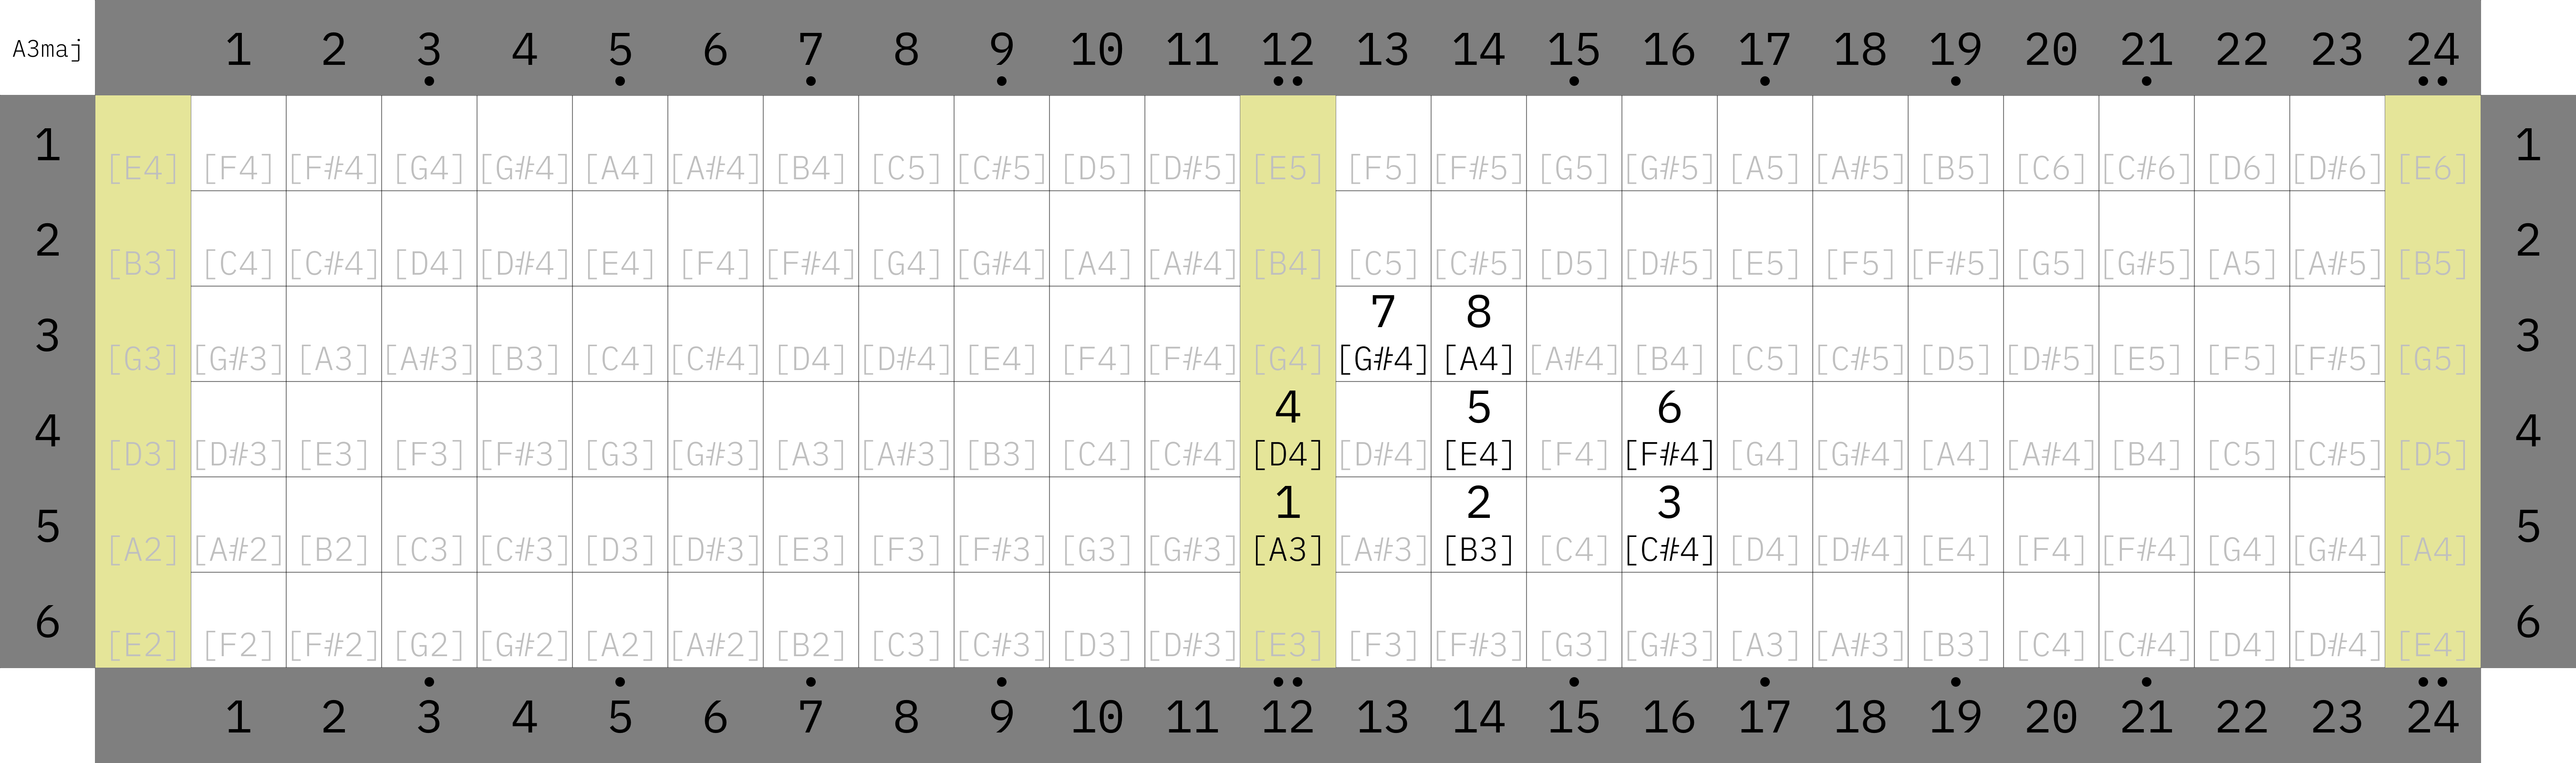 A3maj 1 2 3 4 5 6 7 8 9 10 11 12 13 14 15 16 17 18 19 20 21 22 23 24
1 [E4] [F4] [F#4] [G4] [G#4] [A4] [A#4] [B4] [C5] [C#5] [D5] [D#5] [E5] [F5] [F#5] [G5] [G#5] [A5] [A#5] [B5] [C6] [C#6] [D6] [D#6] [E6] 1
2 [B3] [C4] [C#4] [D4] [D#4] [E4] [F4] [F#4] [G4] [G#4] [A4] [A#4] [B4] [C5] [C#5] [D5] [D#5] [E5] [F5] [F#5] [G5] [G#5] [A5] [A#5] [B5] 2
7 8
3 [G3] [G#3] [A3] [A#3] [B3] [C4] [C#4] [D4] [D#4] [E4] [F4] [F#4] [G4] [G#4] [A4] [A#4] [B4] [C5] [C#5] [D5] [D#5] [E5] [F5] [F#5] [G5] 3
4 5 6
4 [D3] [D#3] [E3] [F3] [F#3] [G3] [G#3] [A3] [A#3] [B3] [C4] [C#4] [D4] [D#4] [E4] [F4] [F#4] [G4] [G#4] [A4] [A#4] [B4] [C5] [C#5] [D5] 4
1 2 3
5 [A2] [A#2] [B2] [C3] [C#3] [D3] [D#3] [E3] [F3] [F#3] [G3] [G#3] [A3] [A#3] [B3] [C4] [C#4] [D4] [D#4] [E4] [F4] [F#4] [G4] [G#4] [A4] 5
6 [E2] [F2] [F#2] [G2] [G#2] [A2] [A#2] [B2] [C3] [C#3] [D3] [D#3] [E3] [F3] [F#3] [G3] [G#3] [A3] [A#3] [B3] [C4] [C#4] [D4] [D#4] [E4] 6
1 2 3 4 5 6 7 8 9 10 11 12 13 14 15 16 17 18 19 20 21 22 23 24